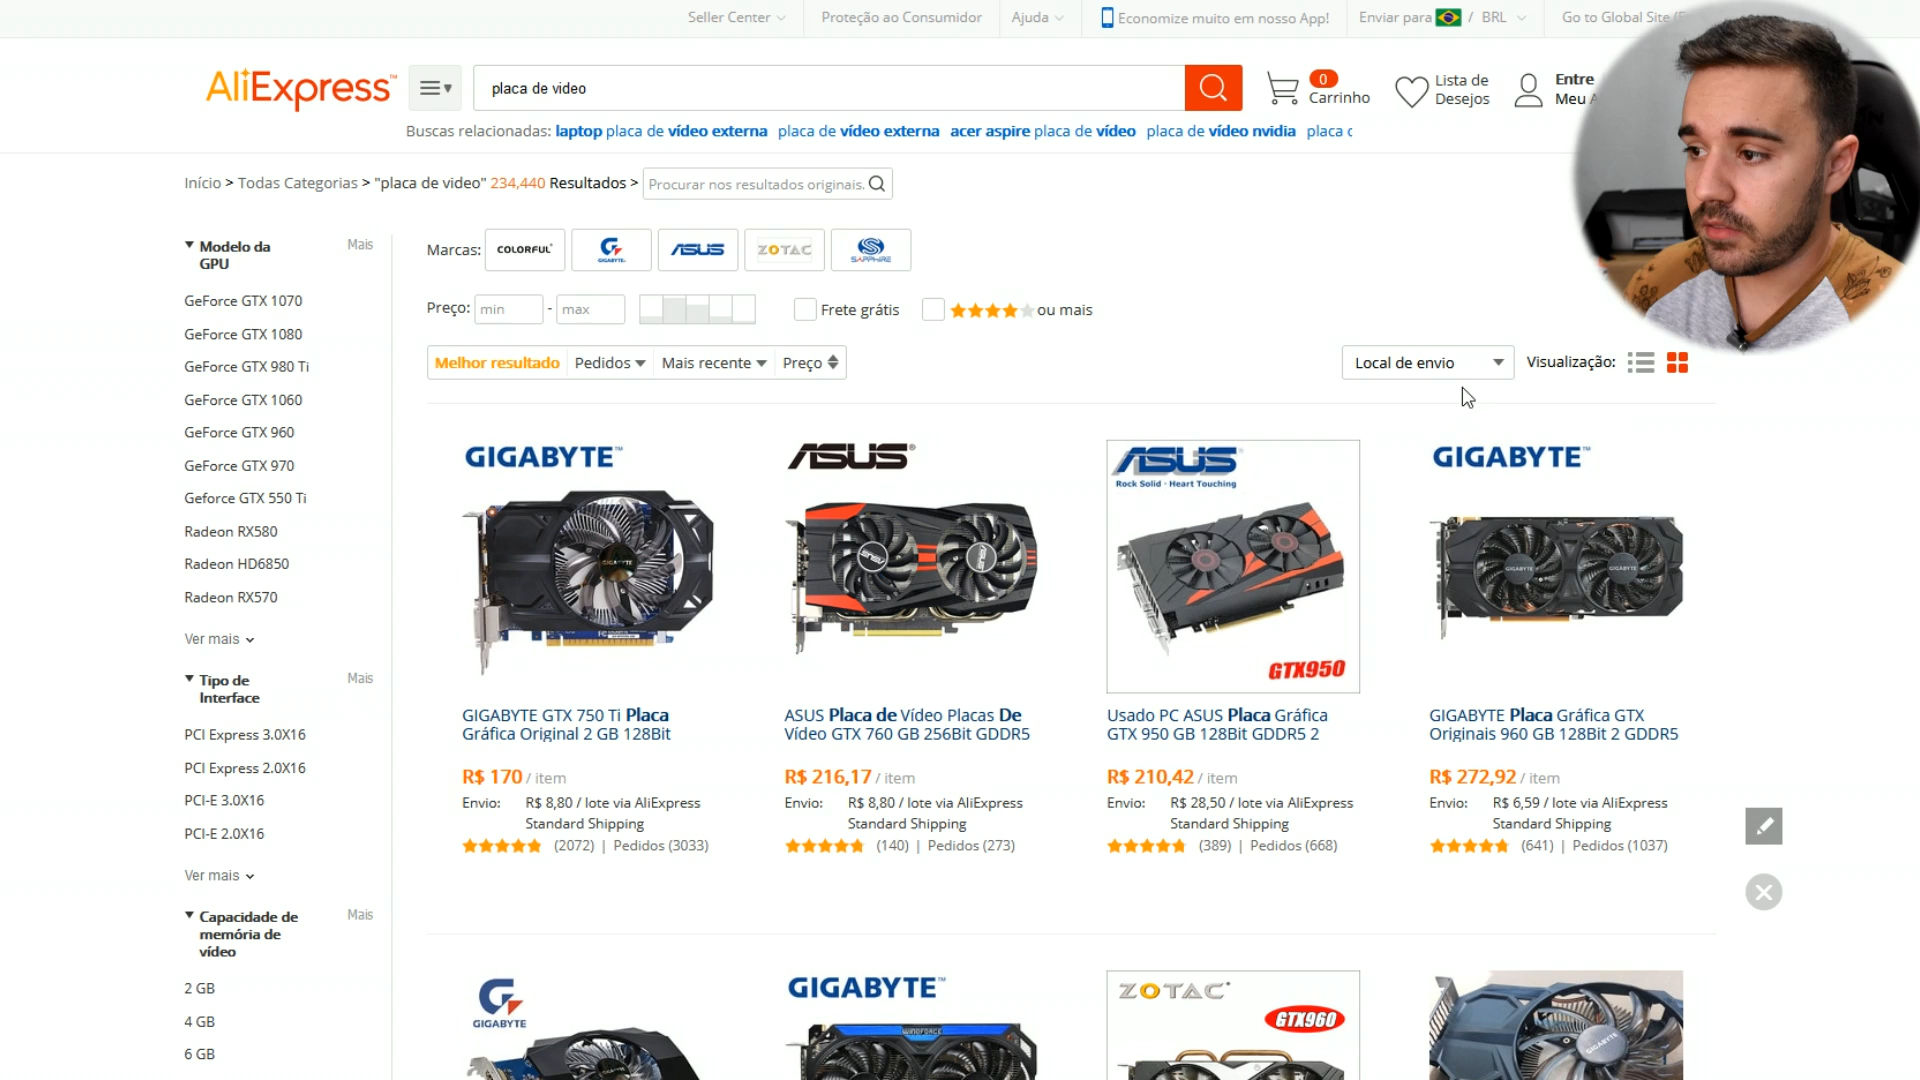 Seller Center
Proteção ao Consumidor
Ajuda
Economize muito em nosso App!
Enviar para / BRL
Go to Global Site
AliExpress™
placa de video
0
Carrinho
Lista de
Desejos
Entre
Meu
Buscas relacionadas: laptop placa de vídeo externa placa de vídeo externa acer aspire placa de vídeo placa de vídeo nvidia placa
Início > Todas Categorias > "placa de video" 234,440 Resultados >
Procurar nos resultados originais.
Modelo da
GPU
Mais
GeForce GTX 1070
GeForce GTX 1080
GeForce GTX 980 Ti
GeForce GTX 1060
GeForce GTX 960
GeForce GTX 970
Geforce GTX 550 Ti
Radeon RX580
Radeon HD6850
Radeon RX570
Ver mais
Tipo de
Interface
Mais
PCI Express 3.0X16
PCI Express 2.0X16
PCI-E 3.0X16
PCI-E 2.0X16
Ver mais
Capacidade de
memória de
vídeo
Mais
2 GB
4 GB
6 GB
Marcas:
COLORFUL
GIGABYTE
ASUS
ZOTAC
SAPPHIRE
Preço: min - max
Frete grátis
ou mais
Melhor resultado
Pedidos
Mais recente
Preço
Local de envio
Visualização:
GIGABYTE™
GIGABYTE
GIGABYTE GTX 750 Ti Placa
Gráfica Original 2 GB 128Bit
R$ 170 / item
Envio: R$ 8,80 / lote via AliExpress
Standard Shipping
(2072) | Pedidos (3033)
ASUS®
ASUS
ASUS
ASUS Placa de Vídeo Placas De
Vídeo GTX 760 GB 256Bit GDDR5
R$ 216,17 / item
Envio: R$ 8,80 / lote via AliExpress
Standard Shipping
(140) | Pedidos (273)
ASUS
Rock Solid · Heart Touching
GTX950
Usado PC ASUS Placa Gráfica
GTX 950 GB 128Bit GDDR5 2
R$ 210,42 / item
Envio: R$ 28,50 / lote via AliExpress
Standard Shipping
(389) | Pedidos (668)
GIGABYTE™
GIGABYTE
GIGABYTE
GIGABYTE Placa Gráfica GTX
Originais 960 GB 128Bit 2 GDDR5
R$ 272,92 / item
Envio: R$ 6,59 / lote via AliExpress
Standard Shipping
(641) | Pedidos (1037)
GIGABYTE
GIGABYTE™
WINDFORCE
ZOTAC
GTX960
GIGABYTE